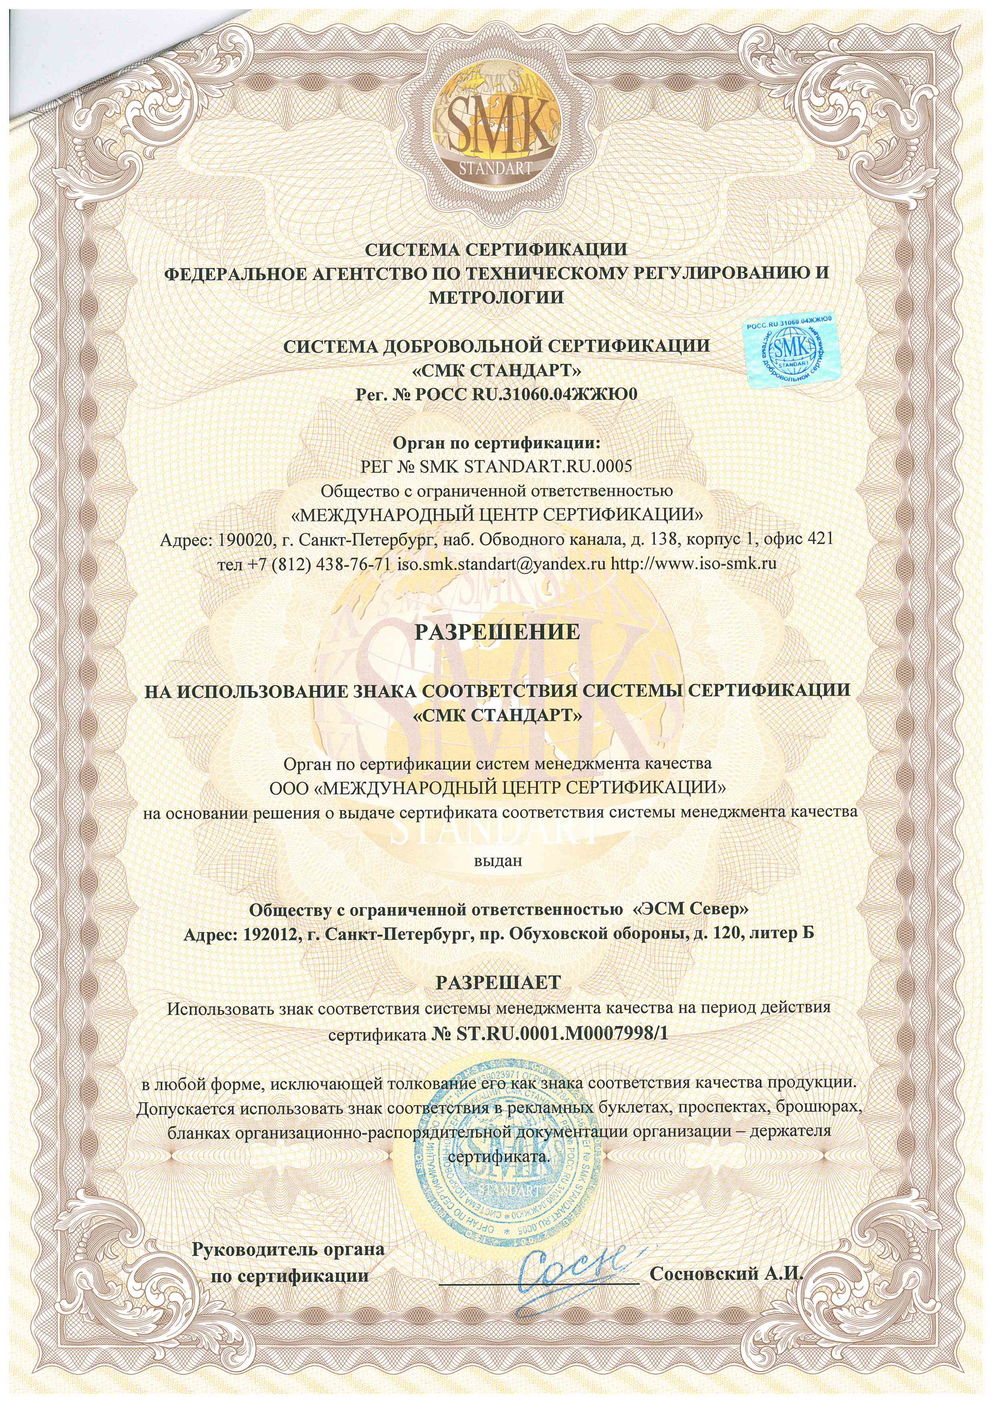 SMK
STANDART
СИСТЕМА СЕРТИФИКАЦИИ
ФЕДЕРАЛЬНОЕ АГЕНТСТВО ПО ТЕХНИЧЕСКОМУ РЕГУЛИРОВАНИЮ И
МЕТРОЛОГИИ
СИСТЕМА ДОБРОВОЛЬНОЙ СЕРТИФИКАЦИИ
«СМК СТАНДАРТ»
Рег. № РОСС RU.31060.04ЖЖЮ0
РОСС RU 31060 04ЖЖЮ0
SMK
STANDART
Орган по сертификации:
РЕГ № SMK STANDART.RU.0005
Общество с ограниченной ответственностью
«МЕЖДУНАРОДНЫЙ ЦЕНТР СЕРТИФИКАЦИИ»
Адрес: 190020, г. Санкт-Петербург, наб. Обводного канала, д. 138, корпус 1, офис 421
тел +7 (812) 438-76-71 iso.smk.standart@yandex.ru http://www.iso-smk.ru
РАЗРЕШЕНИЕ
НА ИСПОЛЬЗОВАНИЕ ЗНАКА СООТВЕТСТВИЯ СИСТЕМЫ СЕРТИФИКАЦИИ
«СМК СТАНДАРТ»
SMK
Орган по сертификации систем менеджмента качества
ООО «МЕЖДУНАРОДНЫЙ ЦЕНТР СЕРТИФИКАЦИИ»
на основании решения о выдаче сертификата соответствия системы менеджмента качества
STANDART
выдан
Обществу с ограниченной ответственностью «ЭСМ Север»
Адрес: 192012, г. Санкт-Петербург, пр. Обуховской обороны, д. 120, литер Б
РАЗРЕШАЕТ
Использовать знак соответствия системы менеджмента качества на период действия
сертификата № ST.RU.0001.M0007998/1
в любой форме, исключающей толкование его как знака соответствия качества продукции.
Допускается использовать знак соответствия в рекламных буклетах, проспектах, брошюрах,
бланках организационно-распорядительной документации организации – держателя
сертификата.
SMK
STANDART
Руководитель органа
по сертификации
Сосновский А.И.